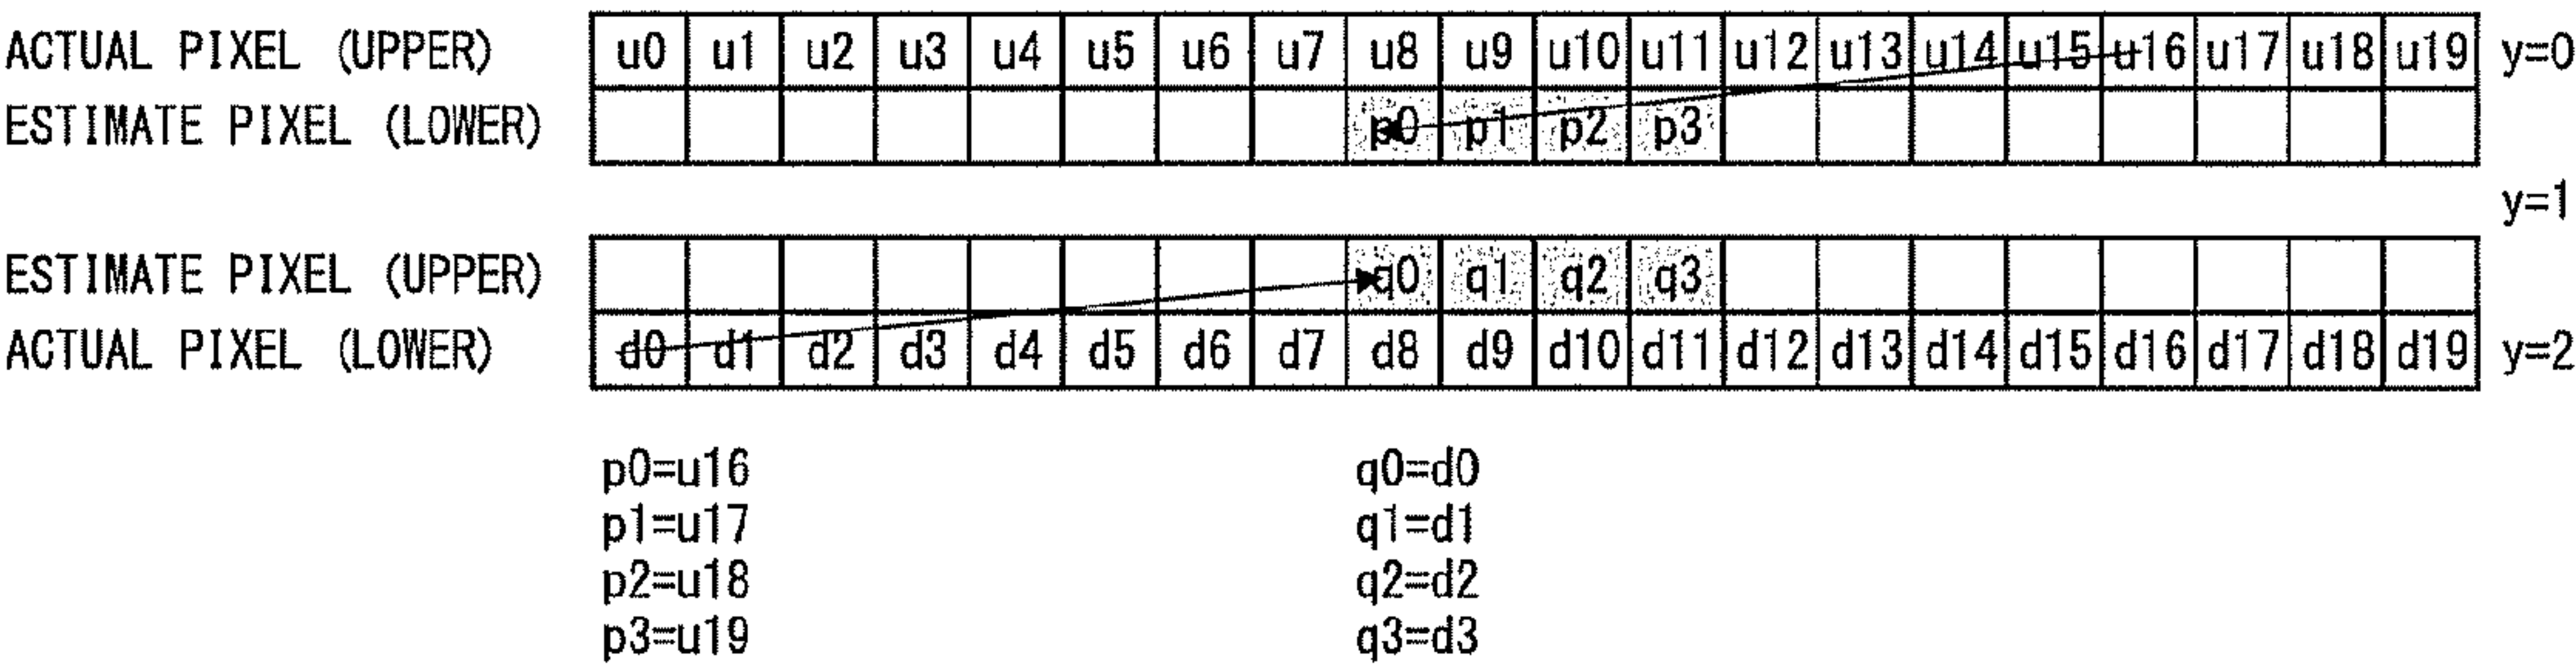 ACTUAL PIXEL (UPPER) u0 u1 u2 u3 u4 u5 u6 u7 u8 u9 u10 u11 u12 u13 u14 u15 u16 u17 u18 u19 y=0
ESTIMATE PIXEL (LOWER) p0 p1 p2 p3
y=1
ESTIMATE PIXEL (UPPER) q0 q1 q2 q3
ACTUAL PIXEL (LOWER) d0 d1 d2 d3 d4 d5 d6 d7 d8 d9 d10 d11 d12 d13 d14 d15 d16 d17 d18 d19 y=2
p0=u16 q0=d0
p1=u17 q1=d1
p2=u18 q2=d2
p3=u19 q3=d3